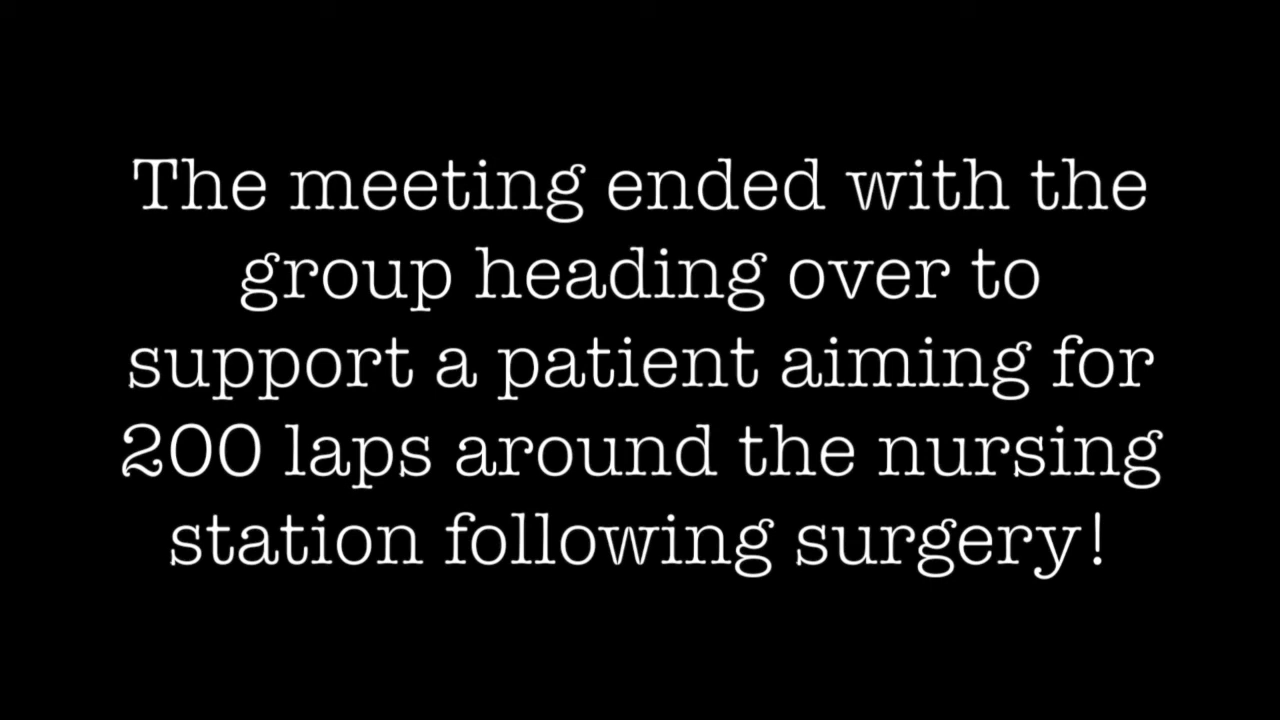 The meeting ended with the
group heading over to
support a patient aiming for
200 laps around the nursing
station following surgery!